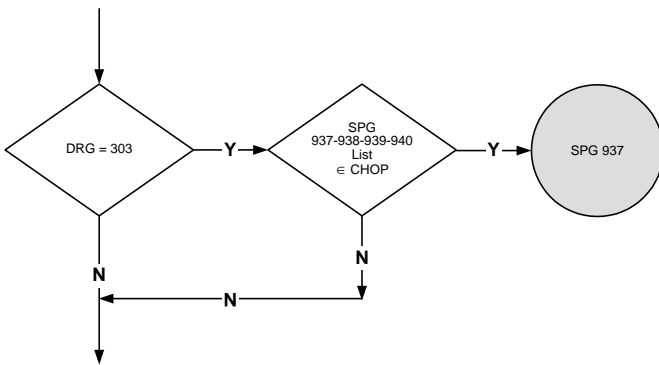 DRG = 303
Y
SPG
937-938-939-940
List
∈ CHOP
Y
SPG 937
N
N
N